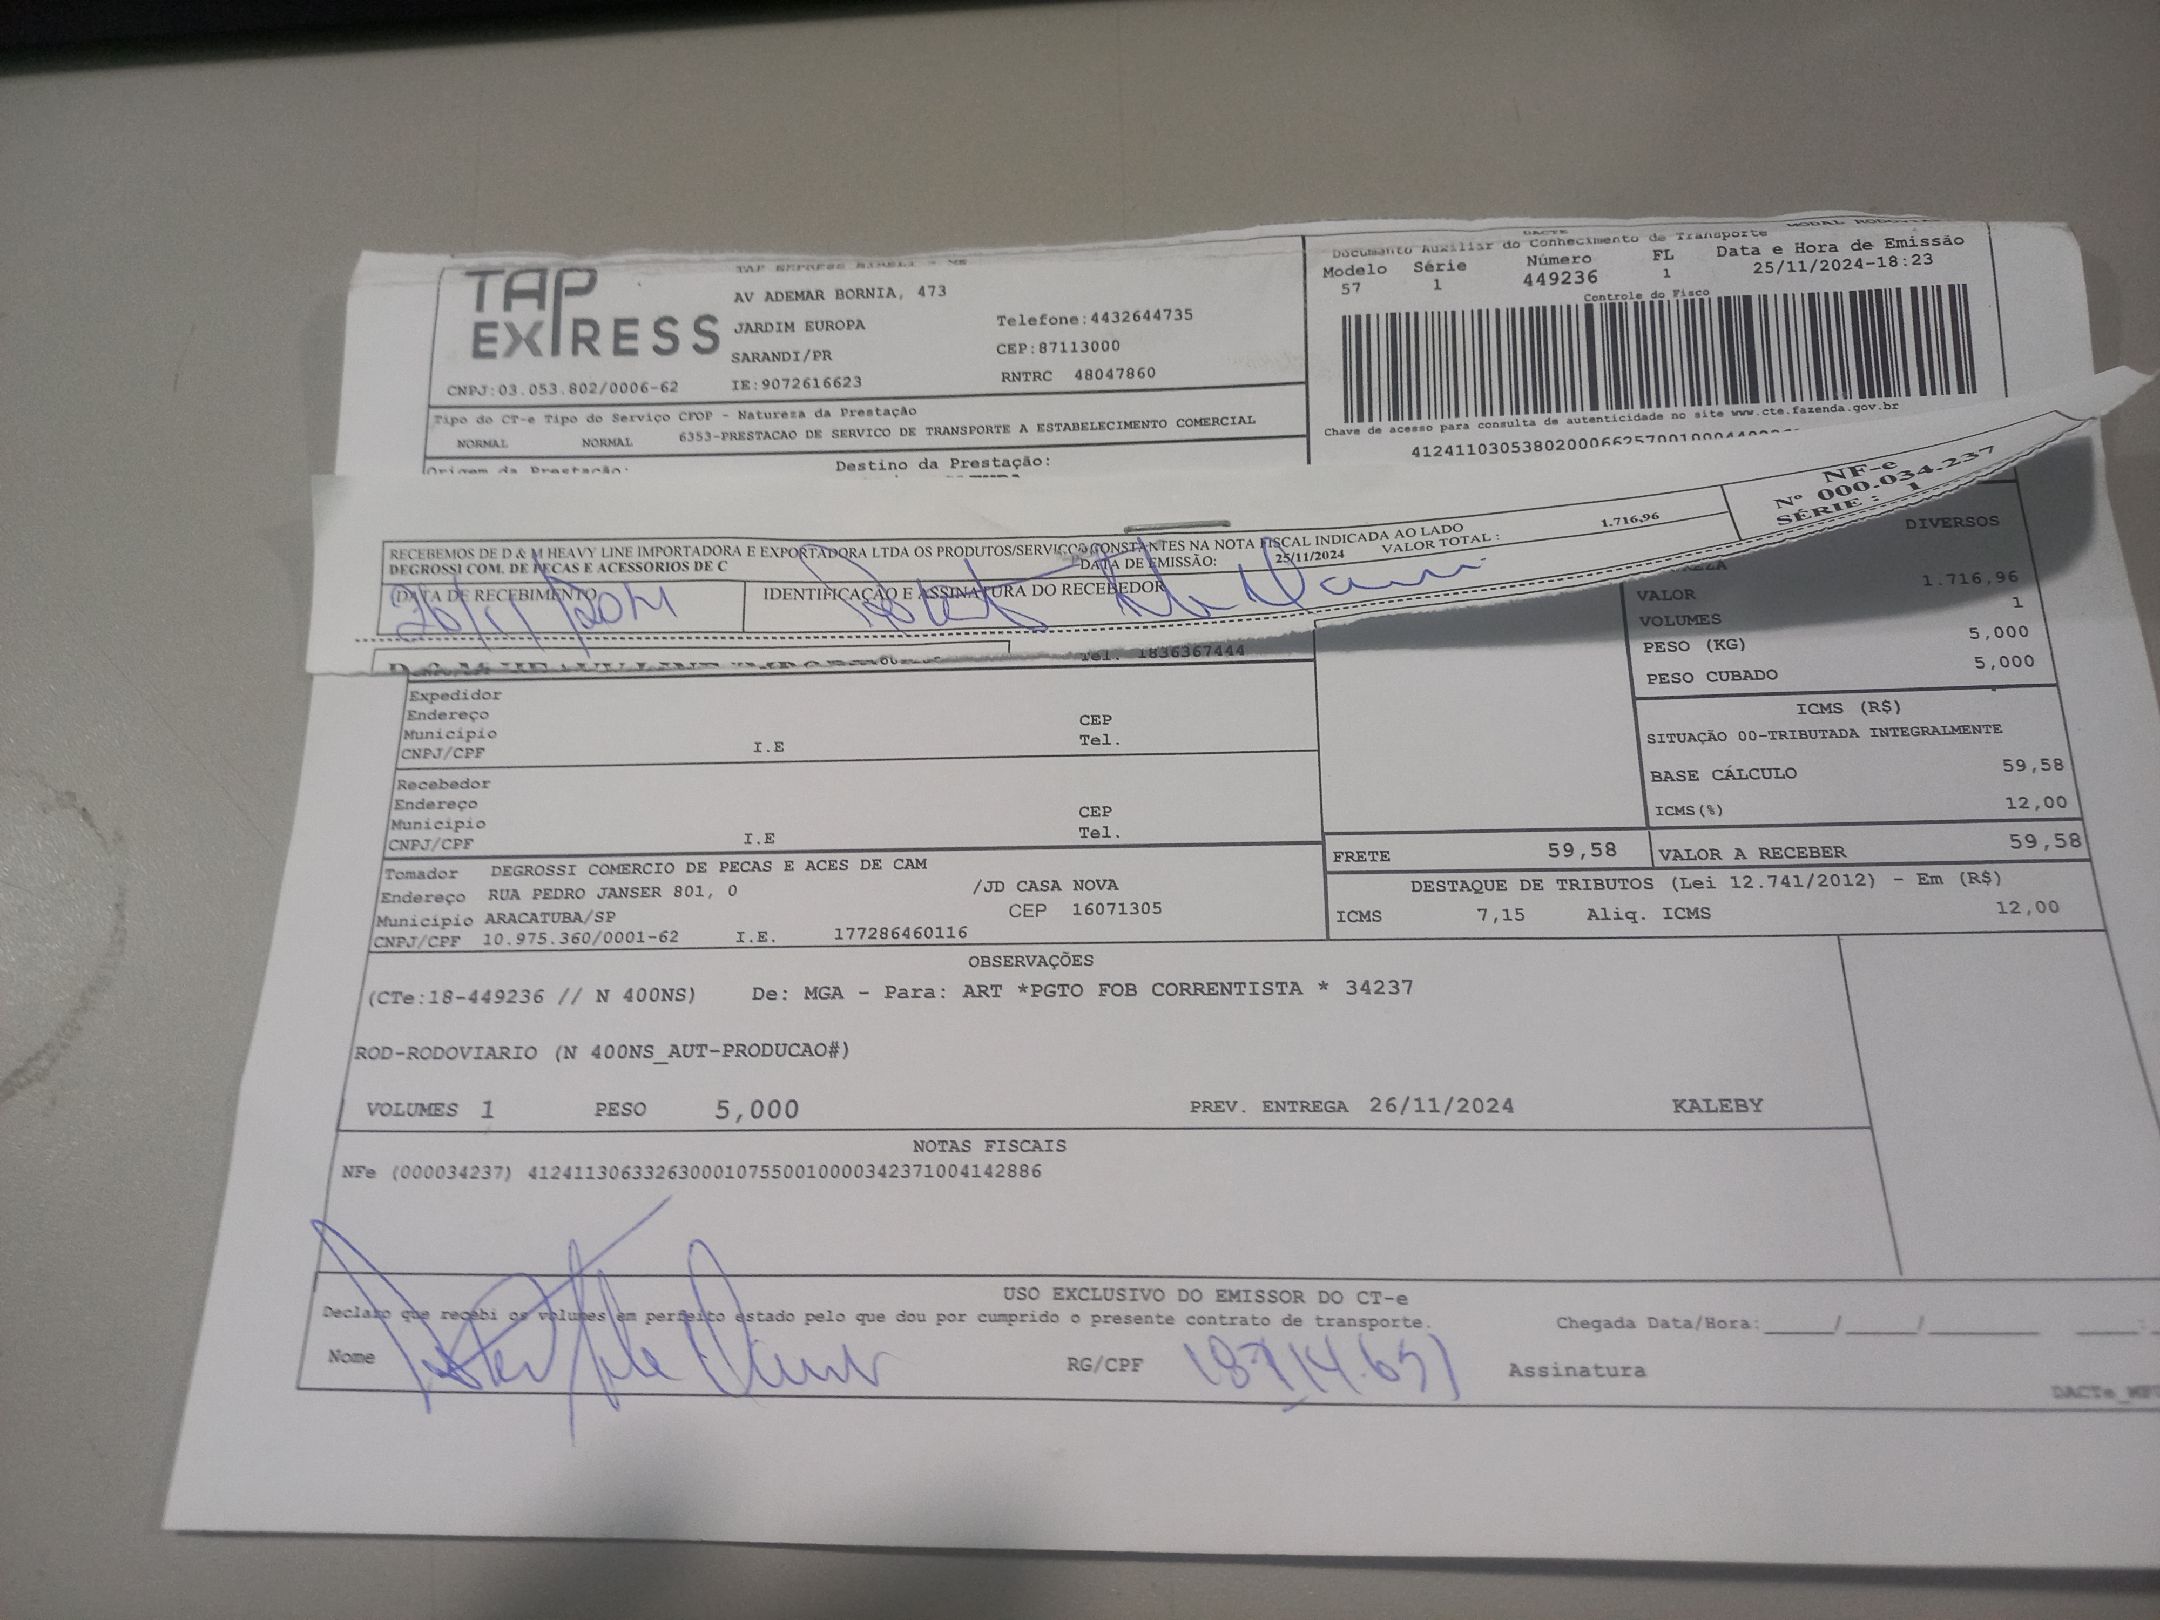 DACTE
MODAL RODOVIÁ
Documento Auxiliar do Conhecimento de Transporte
TAP EXPRESS
TAP EXPRESS EIRELI - ME
AV ADEMAR BORNIA, 473
JARDIM EUROPA Telefone:4432644735
SARANDI/PR CEP:87113000
CNPJ:03.053.802/0006-62 IE:9072616623 RNTRC 48047860
Modelo Série Número FL Data e Hora de Emissão
57 1 449236 1 25/11/2024-18:23
Controle do Fisco
Tipo do CT-e Tipo do Serviço CFOP - Natureza da Prestação
NORMAL NORMAL 6353-PRESTACAO DE SERVICO DE TRANSPORTE A ESTABELECIMENTO COMERCIAL
Chave de acesso para consulta de autenticidade no site www.cte.fazenda.gov.br
Origem da Prestação: Destino da Prestação:
RECEBEMOS DE D & M HEAVY LINE IMPORTADORA E EXPORTADORA LTDA OS PRODUTOS/SERVIÇOS CONSTANTES NA NOTA FISCAL INDICADA AO LADO
DEGROSSI COM. DE PECAS E ACESSORIOS DE C DATA DE EMISSÃO: 25/11/2024 VALOR TOTAL : 1.716,96
NF-e
Nº 000.034.237
SÉRIE : 1
DATA DE RECEBIMENTO IDENTIFICAÇÃO E ASSINATURA DO RECEBEDOR
DIVERSOS
VALOR 1.716,96
VOLUMES 1
PESO (KG) 5,000
PESO CUBADO 5,000
Tel. 1836367444
Expedidor
Endereço CEP
Município Tel.
CNPJ/CPF I.E
Recebedor
Endereço CEP
Município Tel.
CNPJ/CPF I.E
ICMS (R$)
SITUAÇÃO 00-TRIBUTADA INTEGRALMENTE
BASE CÁLCULO 59,58
ICMS(%) 12,00
FRETE 59,58 VALOR A RECEBER 59,58
DESTAQUE DE TRIBUTOS (Lei 12.741/2012) - Em (R$)
ICMS 7,15 Aliq. ICMS 12,00
Tomador DEGROSSI COMERCIO DE PECAS E ACES DE CAM
Endereço RUA PEDRO JANSER 801, 0 /JD CASA NOVA
Município ARACATUBA/SP CEP 16071305
CNPJ/CPF 10.975.360/0001-62 I.E. 177286460116
OBSERVAÇÕES
(CTe:18-449236 // N 400NS) De: MGA - Para: ART *PGTO FOB CORRENTISTA * 34237
ROD-RODOVIARIO (N 400NS_AUT-PRODUCAO#)
VOLUMES 1 PESO 5,000 PREV. ENTREGA 26/11/2024 KALEBY
NOTAS FISCAIS
NFe (000034237) 41241130633263000107550010000342371004142886
USO EXCLUSIVO DO EMISSOR DO CT-e
Declaro que recebi os volumes em perfeito estado pelo que dou por cumprido o presente contrato de transporte. Chegada Data/Hora:____/____/____
Nome RG/CPF Assinatura